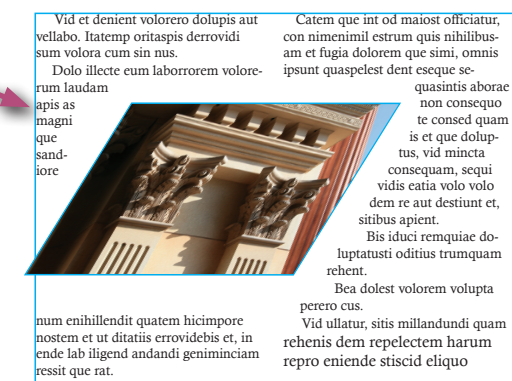 Vid et denient volorero dolupis aut
vellabo. Itatemp oritaspis derrovidi
sum volora cum sin nus.
Dolo illecte eum laborrorem volore-
rum laudam
apis as
magni
que
sand-
iore
num enihillendit quatem hicimpore
nostem et ut ditatiis errovidebis et, in
ende lab iligend andandi geniminciam
ressit que rat.
Catem que int od maiost officiatur,
con nimenimil estrum quis nihilibus-
am et fugia dolorem que simi, omnis
ipsunt quaspelest dent eseque se-
quasintis aborae
non consequo
te consed quam
is et que dolup-
tus, vid mincta
consequam, sequi
vidis eatia volo volo
dem re aut destiunt et,
sitibus apient.
Bis iduci remquiae do-
luptatusti oditius trumquam
rehent.
Bea dolest volorem volupta
perero cus.
Vid ullatur, sitis millandundi quam
rehenis dem repelectem harum
repro eniende stiscid eliquo